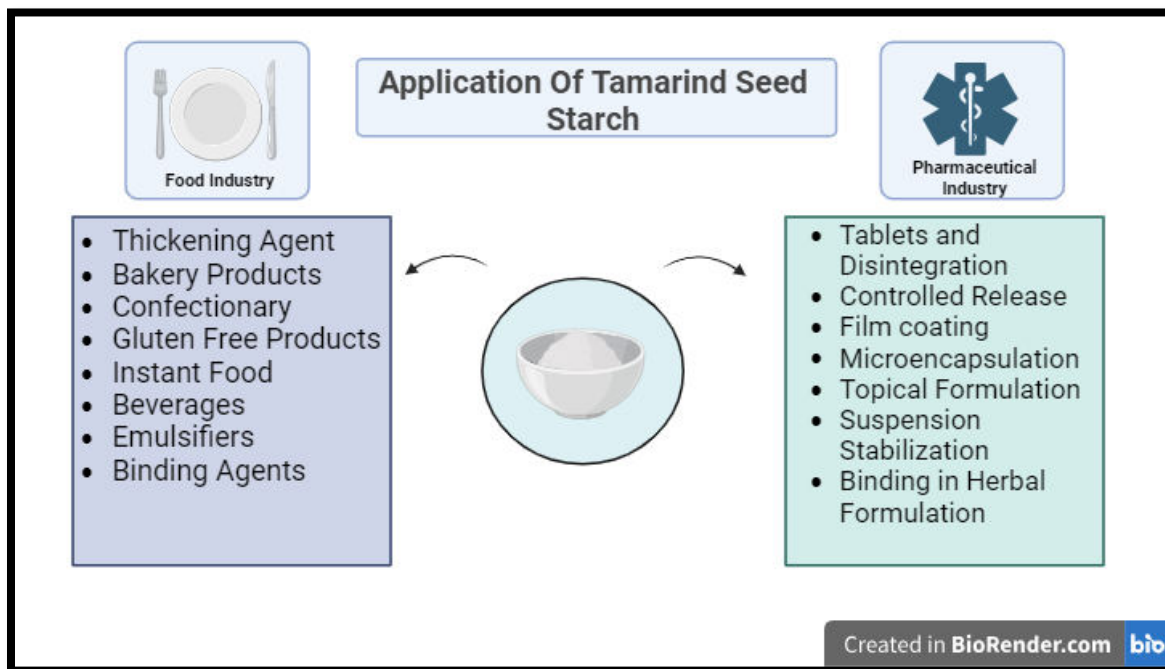 Application Of Tamarind Seed
Starch
Food Industry
• Thickening Agent
• Bakery Products
• Confectionary
• Gluten Free Products
• Instant Food
• Beverages
• Emulsifiers
• Binding Agents
Pharmaceutical
Industry
• Tablets and
Disintegration
• Controlled Release
• Film coating
• Microencapsulation
• Topical Formulation
• Suspension
Stabilization
• Binding in Herbal
Formulation
Created in BioRender.com bio